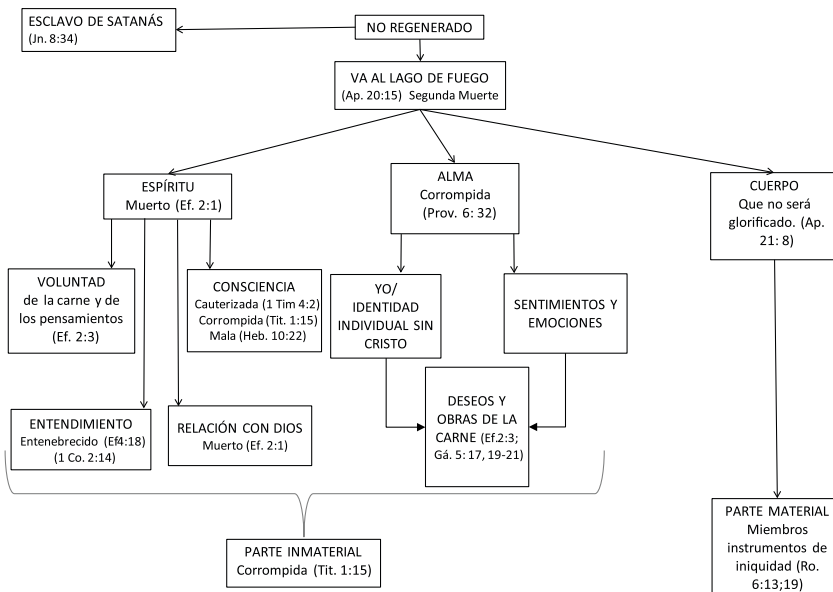 ESCLAVO DE SATANÁS
(Jn. 8:34)
NO REGENERADO
VA AL LAGO DE FUEGO
(Ap. 20:15) Segunda Muerte
ESPÍRITU
Muerto (Ef. 2:1)
ALMA
Corrompida
(Prov. 6: 32)
CUERPO
Que no será
glorificado. (Ap.
21: 8)
VOLUNTAD
de la carne y de
los pensamientos
(Ef. 2:3)
CONSCIENCIA
Cauterizada (1 Tim 4:2)
Corrompida (Tit. 1:15)
Mala (Heb. 10:22)
YO/
IDENTIDAD
INDIVIDUAL SIN
CRISTO
SENTIMIENTOS Y
EMOCIONES
ENTENDIMIENTO
Entenebrecido (Ef4:18)
(1 Co. 2:14)
RELACIÓN CON DIOS
Muerto (Ef. 2:1)
DESEOS Y
OBRAS DE LA
CARNE (Ef.2:3;
Gá. 5: 17, 19-21)
PARTE INMATERIAL
Corrompida (Tit. 1:15)
PARTE MATERIAL
Miembros
instrumentos de
iniquidad (Ro.
6:13;19)